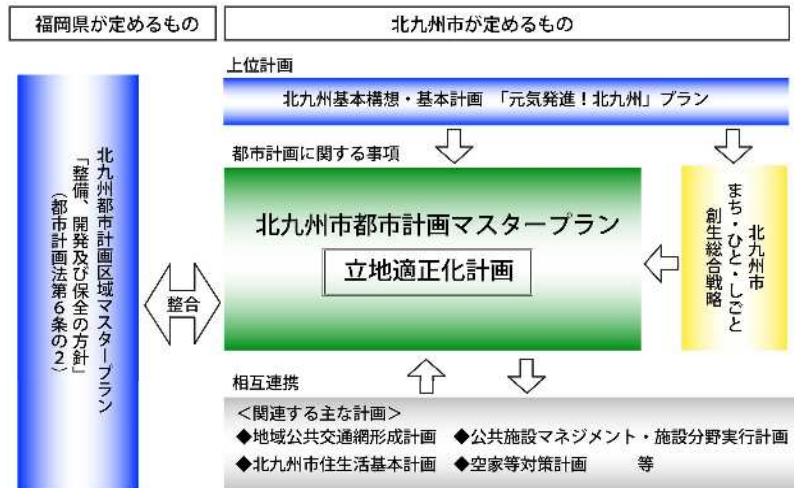 福岡県が定めるもの
北九州市が定めるもの
北九州都市計画区域マスタープラン
「整備、開発及び保全の方針」
(都市計画法第6条の2)
整合
上位計画
北九州基本構想・基本計画 「元気発進!北九州」プラン
都市計画に関する事項
北九州市都市計画マスタープラン
立地適正化計画
北九州市
まち・ひと・しごと
創生総合戦略
相互連携
<関連する主な計画>
◆地域公共交通網形成計画 ◆公共施設マネジメント・施設分野実行計画
◆北九州市住生活基本計画 ◆空家等対策計画 等